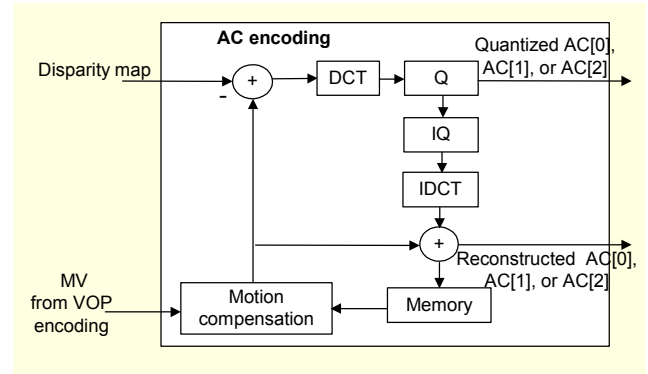 AC encoding
Quantized AC[0],
AC[1], or AC[2]
Disparity map
+
-
DCT
Q
IQ
IDCT
+
Reconstructed AC[0],
AC[1], or AC[2]
MV
from VOP
encoding
Motion
compensation
Memory